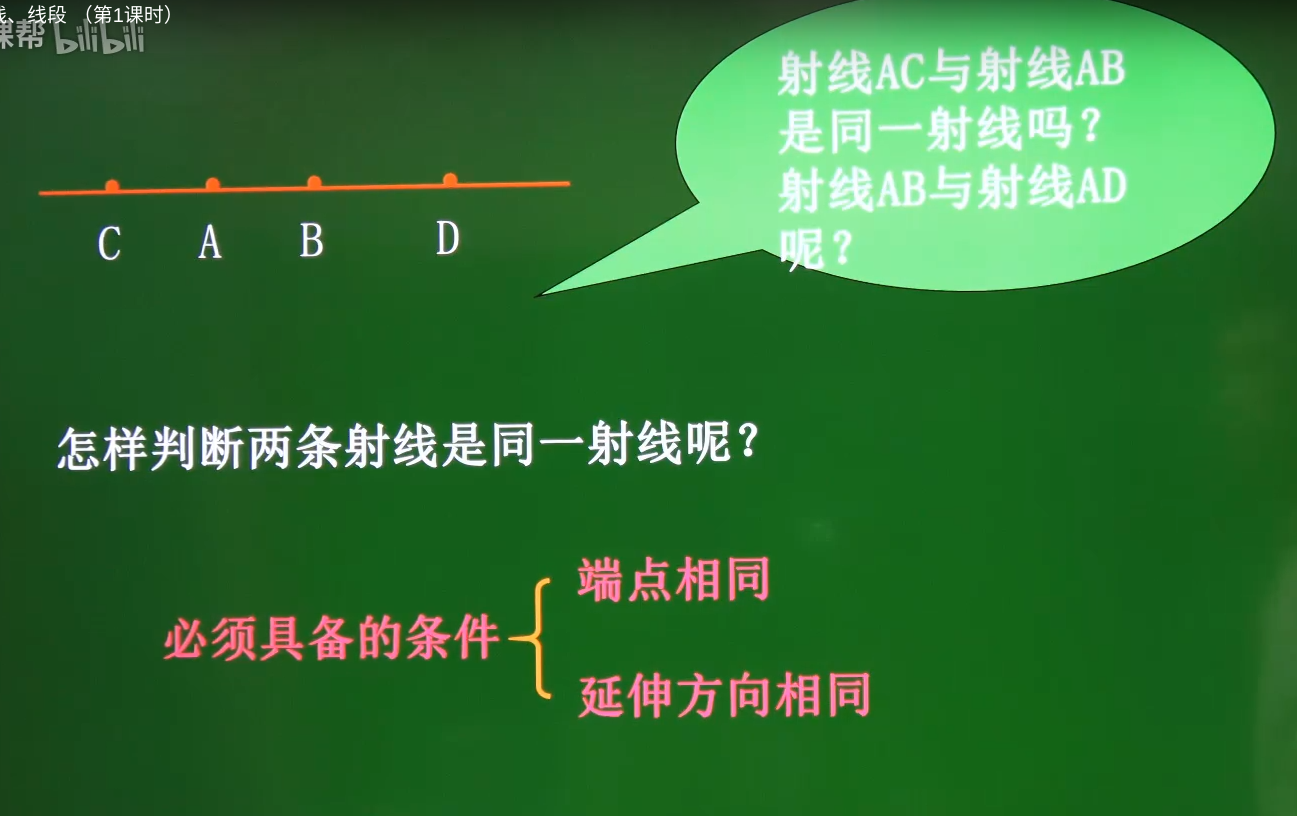 线、线段 （第1课时）
课帮 bilibili
射线AC与射线AB
是同一射线吗？
射线AB与射线AD
呢？
C A B D
怎样判断两条射线是同一射线呢？
端点相同
必须具备的条件
延伸方向相同